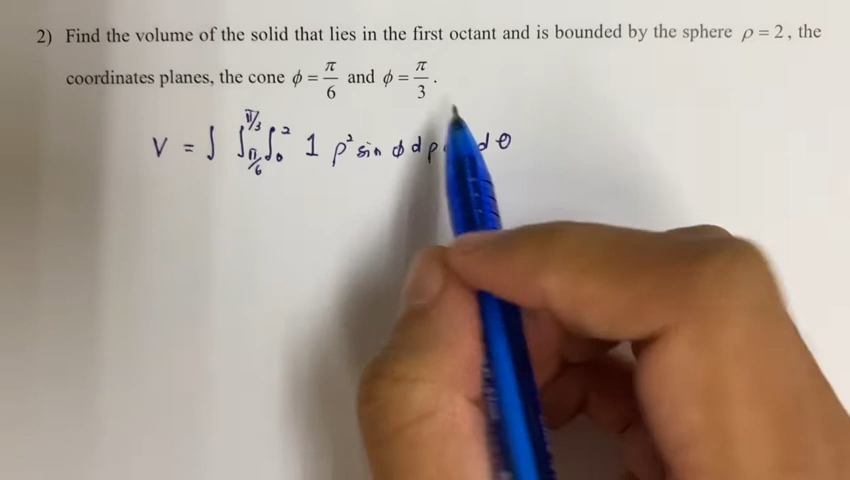 2) Find the volume of the solid that lies in the first octant and is bounded by the sphere ρ = 2, the
coordinates planes, the cone ϕ = π/6 and ϕ = π/3.
V = ∫ ∫_{π/6}^{π/3} ∫_0^2 1 ρ² sin ϕ dρ dθ